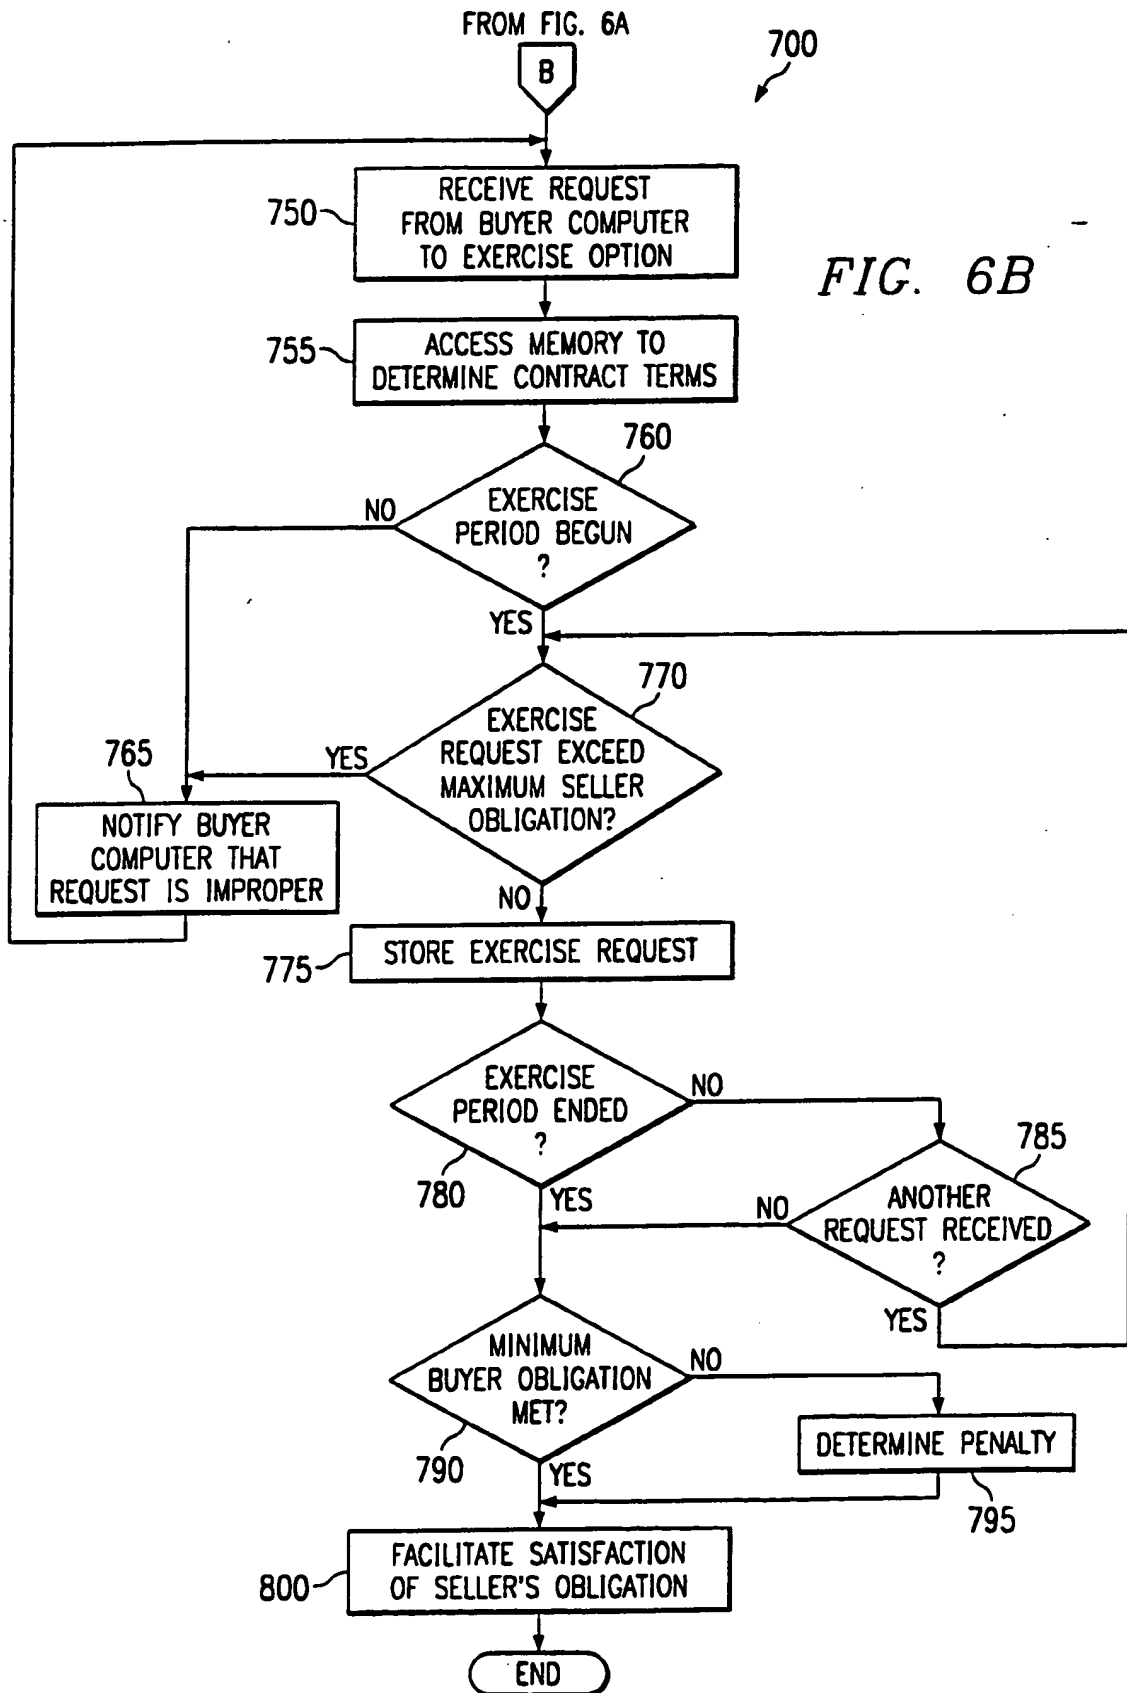 FROM FIG. 6A
B
700
RECEIVE REQUEST
FROM BUYER COMPUTER
TO EXERCISE OPTION
750
FIG. 6B
ACCESS MEMORY TO
DETERMINE CONTRACT TERMS
755
760
EXERCISE
PERIOD BEGUN
?
NO
YES
770
EXERCISE
REQUEST EXCEED
MAXIMUM SELLER
OBLIGATION?
YES
NO
765
NOTIFY BUYER
COMPUTER THAT
REQUEST IS IMPROPER
STORE EXERCISE REQUEST
775
EXERCISE
PERIOD ENDED
?
NO
780
YES
785
ANOTHER
REQUEST RECEIVED
?
NO
YES
MINIMUM
BUYER OBLIGATION
MET?
NO
790
YES
DETERMINE PENALTY
795
FACILITATE SATISFACTION
OF SELLER'S OBLIGATION
800
END